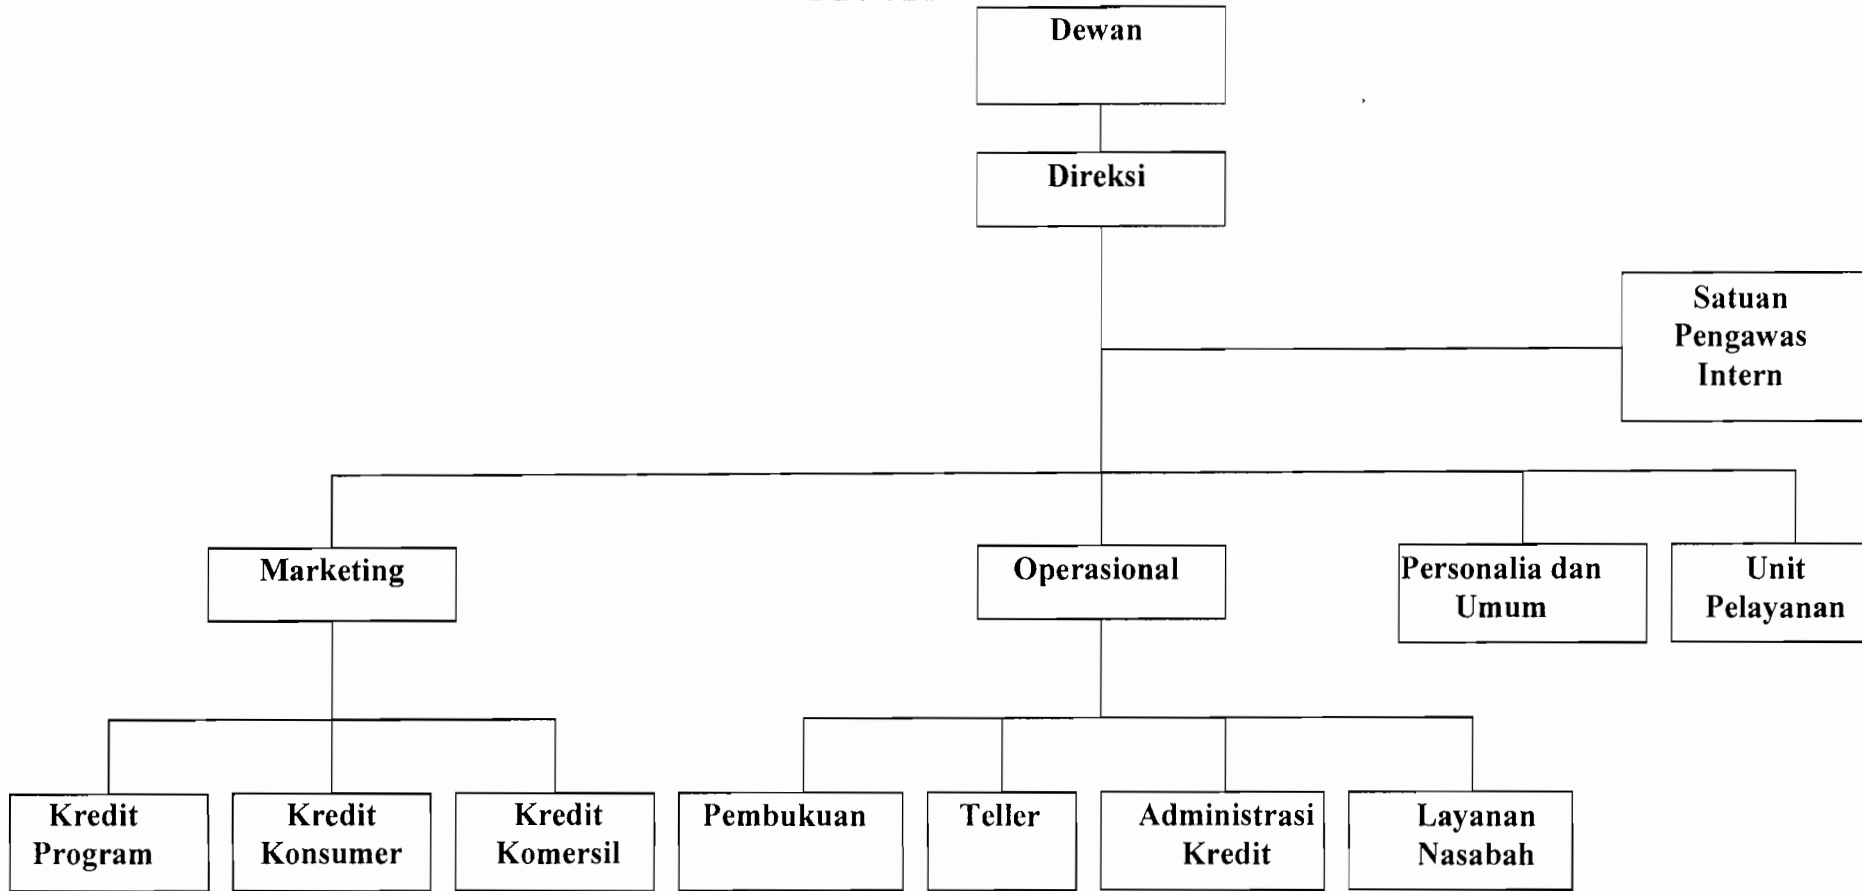 Dewan
Direksi
Satuan
Pengawas
Intern
Marketing
Operasional
Personalia dan
Umum
Unit
Pelayanan
Kredit
Program
Kredit
Konsumer
Kredit
Komersil
Pembukuan
Teller
Administrasi
Kredit
Layanan
Nasabah